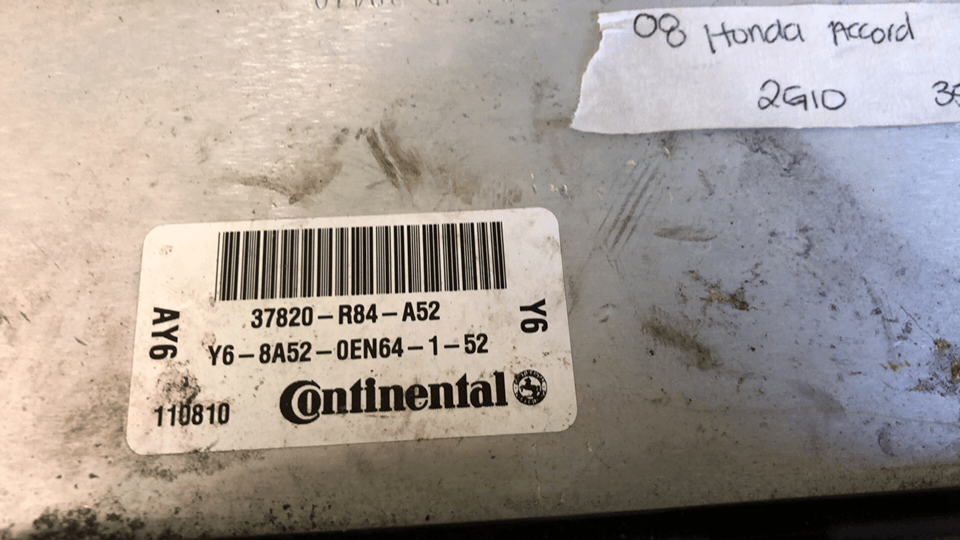 08 Honda Accord
2G10
37820-R84-A52
AY6
Y6
Y6-8A52-0EN64-1-52
110810
Continental